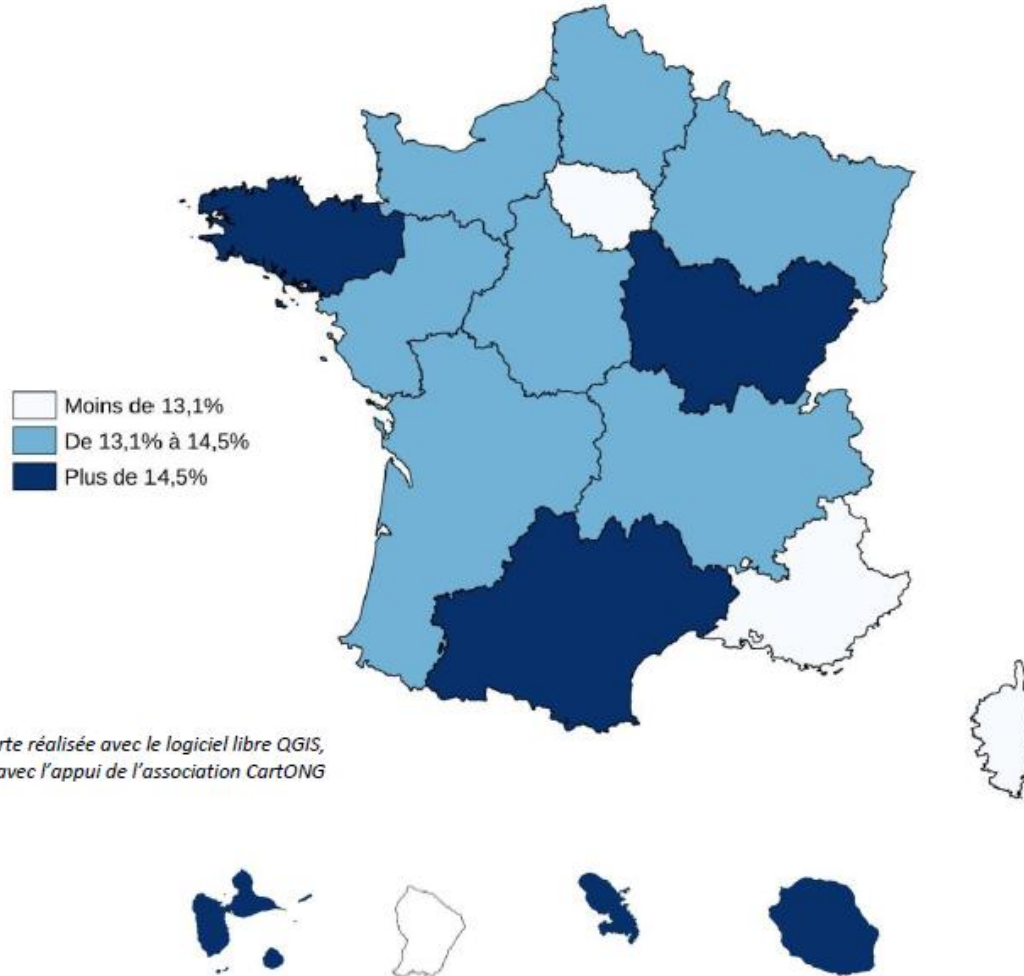 Moins de 13,1%
De 13,1% à 14,5%
Plus de 14,5%
rte réalisée avec le logiciel libre QGIS,
avec l’appui de l’association CartONG